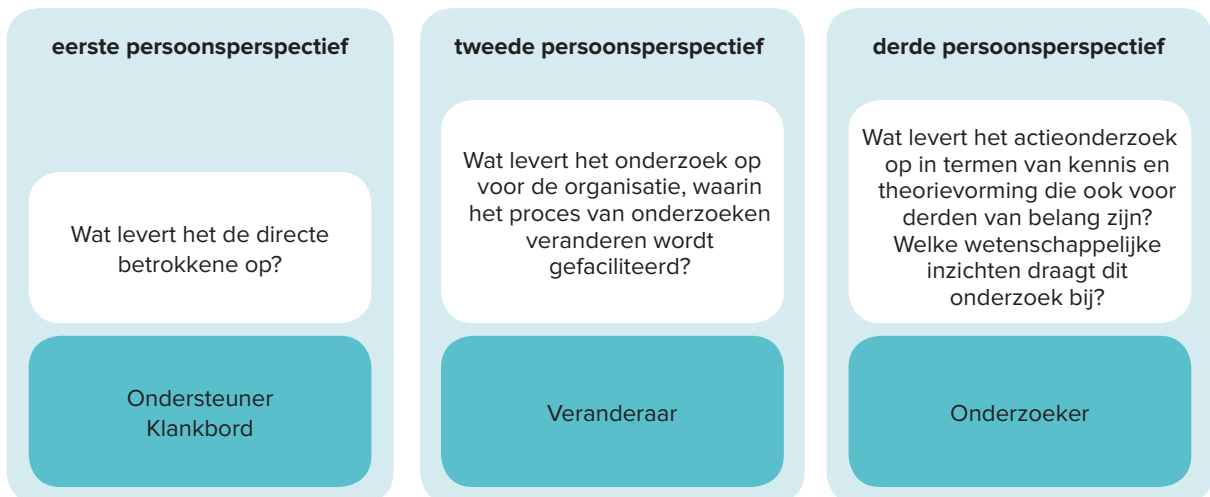 eerste persoonsperspectief
Wat levert het de directe
betrokkene op?
Ondersteuner
Klankbord
tweede persoonsperspectief
Wat levert het onderzoek op
voor de organisatie, waarin
het proces van onderzoeken
veranderen wordt
gefaciliteerd?
Veranderaar
derde persoonsperspectief
Wat levert het actieonderzoek
op in termen van kennis en
theorievorming die ook voor
derden van belang zijn?
Welke wetenschappelijke
inzichten draagt dit
onderzoek bij?
Onderzoeker